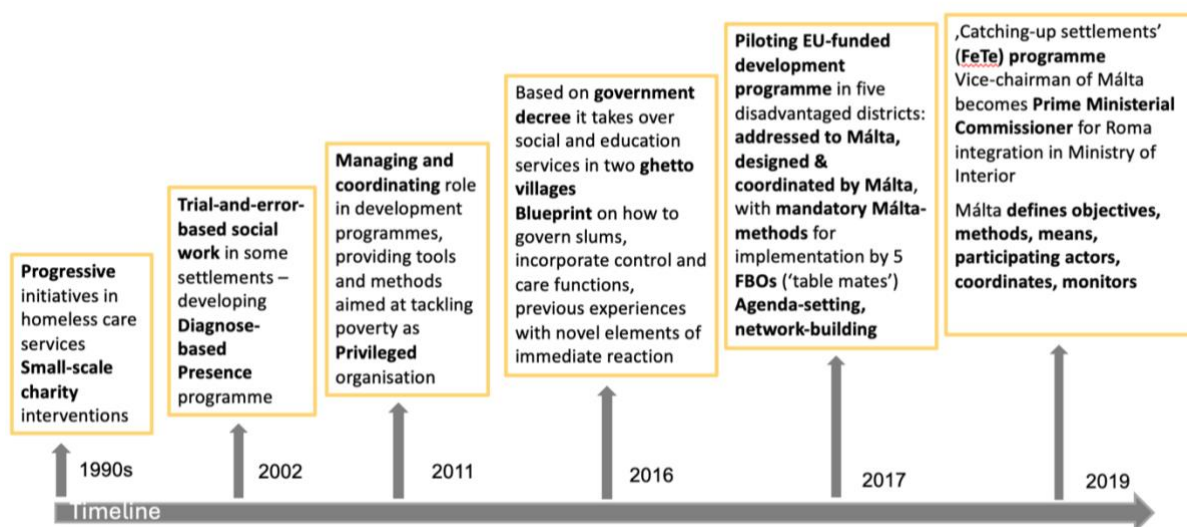 Progressive
initiatives in
homeless care
services
Small-scale
charity
interventions
1990s
Trial-and-error-
based social
work in some
settlements –
developing
Diagnose-
based
Presence
programme
2002
Managing and
coordinating role
in development
programmes,
providing tools
and methods
aimed at tackling
poverty as
Privileged
organisation
2011
Based on government
decree it takes over
social and education
services in two ghetto
villages
Blueprint on how to
govern slums,
incorporate control and
care functions,
previous experiences
with novel elements of
immediate reaction
2016
Piloting EU-funded
development
programme in five
disadvantaged districts:
addressed to Málta,
designed &
coordinated by Málta,
with mandatory Málta-
methods for
implementation by 5
FBOs (‘table mates’)
Agenda-setting,
network-building
2017
‚Catching-up settlements’
(FeTe) programme
Vice-chairman of Málta
becomes Prime Ministerial
Commissioner for Roma
integration in Ministry of
Interior
Málta defines objectives,
methods, means,
participating actors,
coordinates, monitors
2019
Timeline